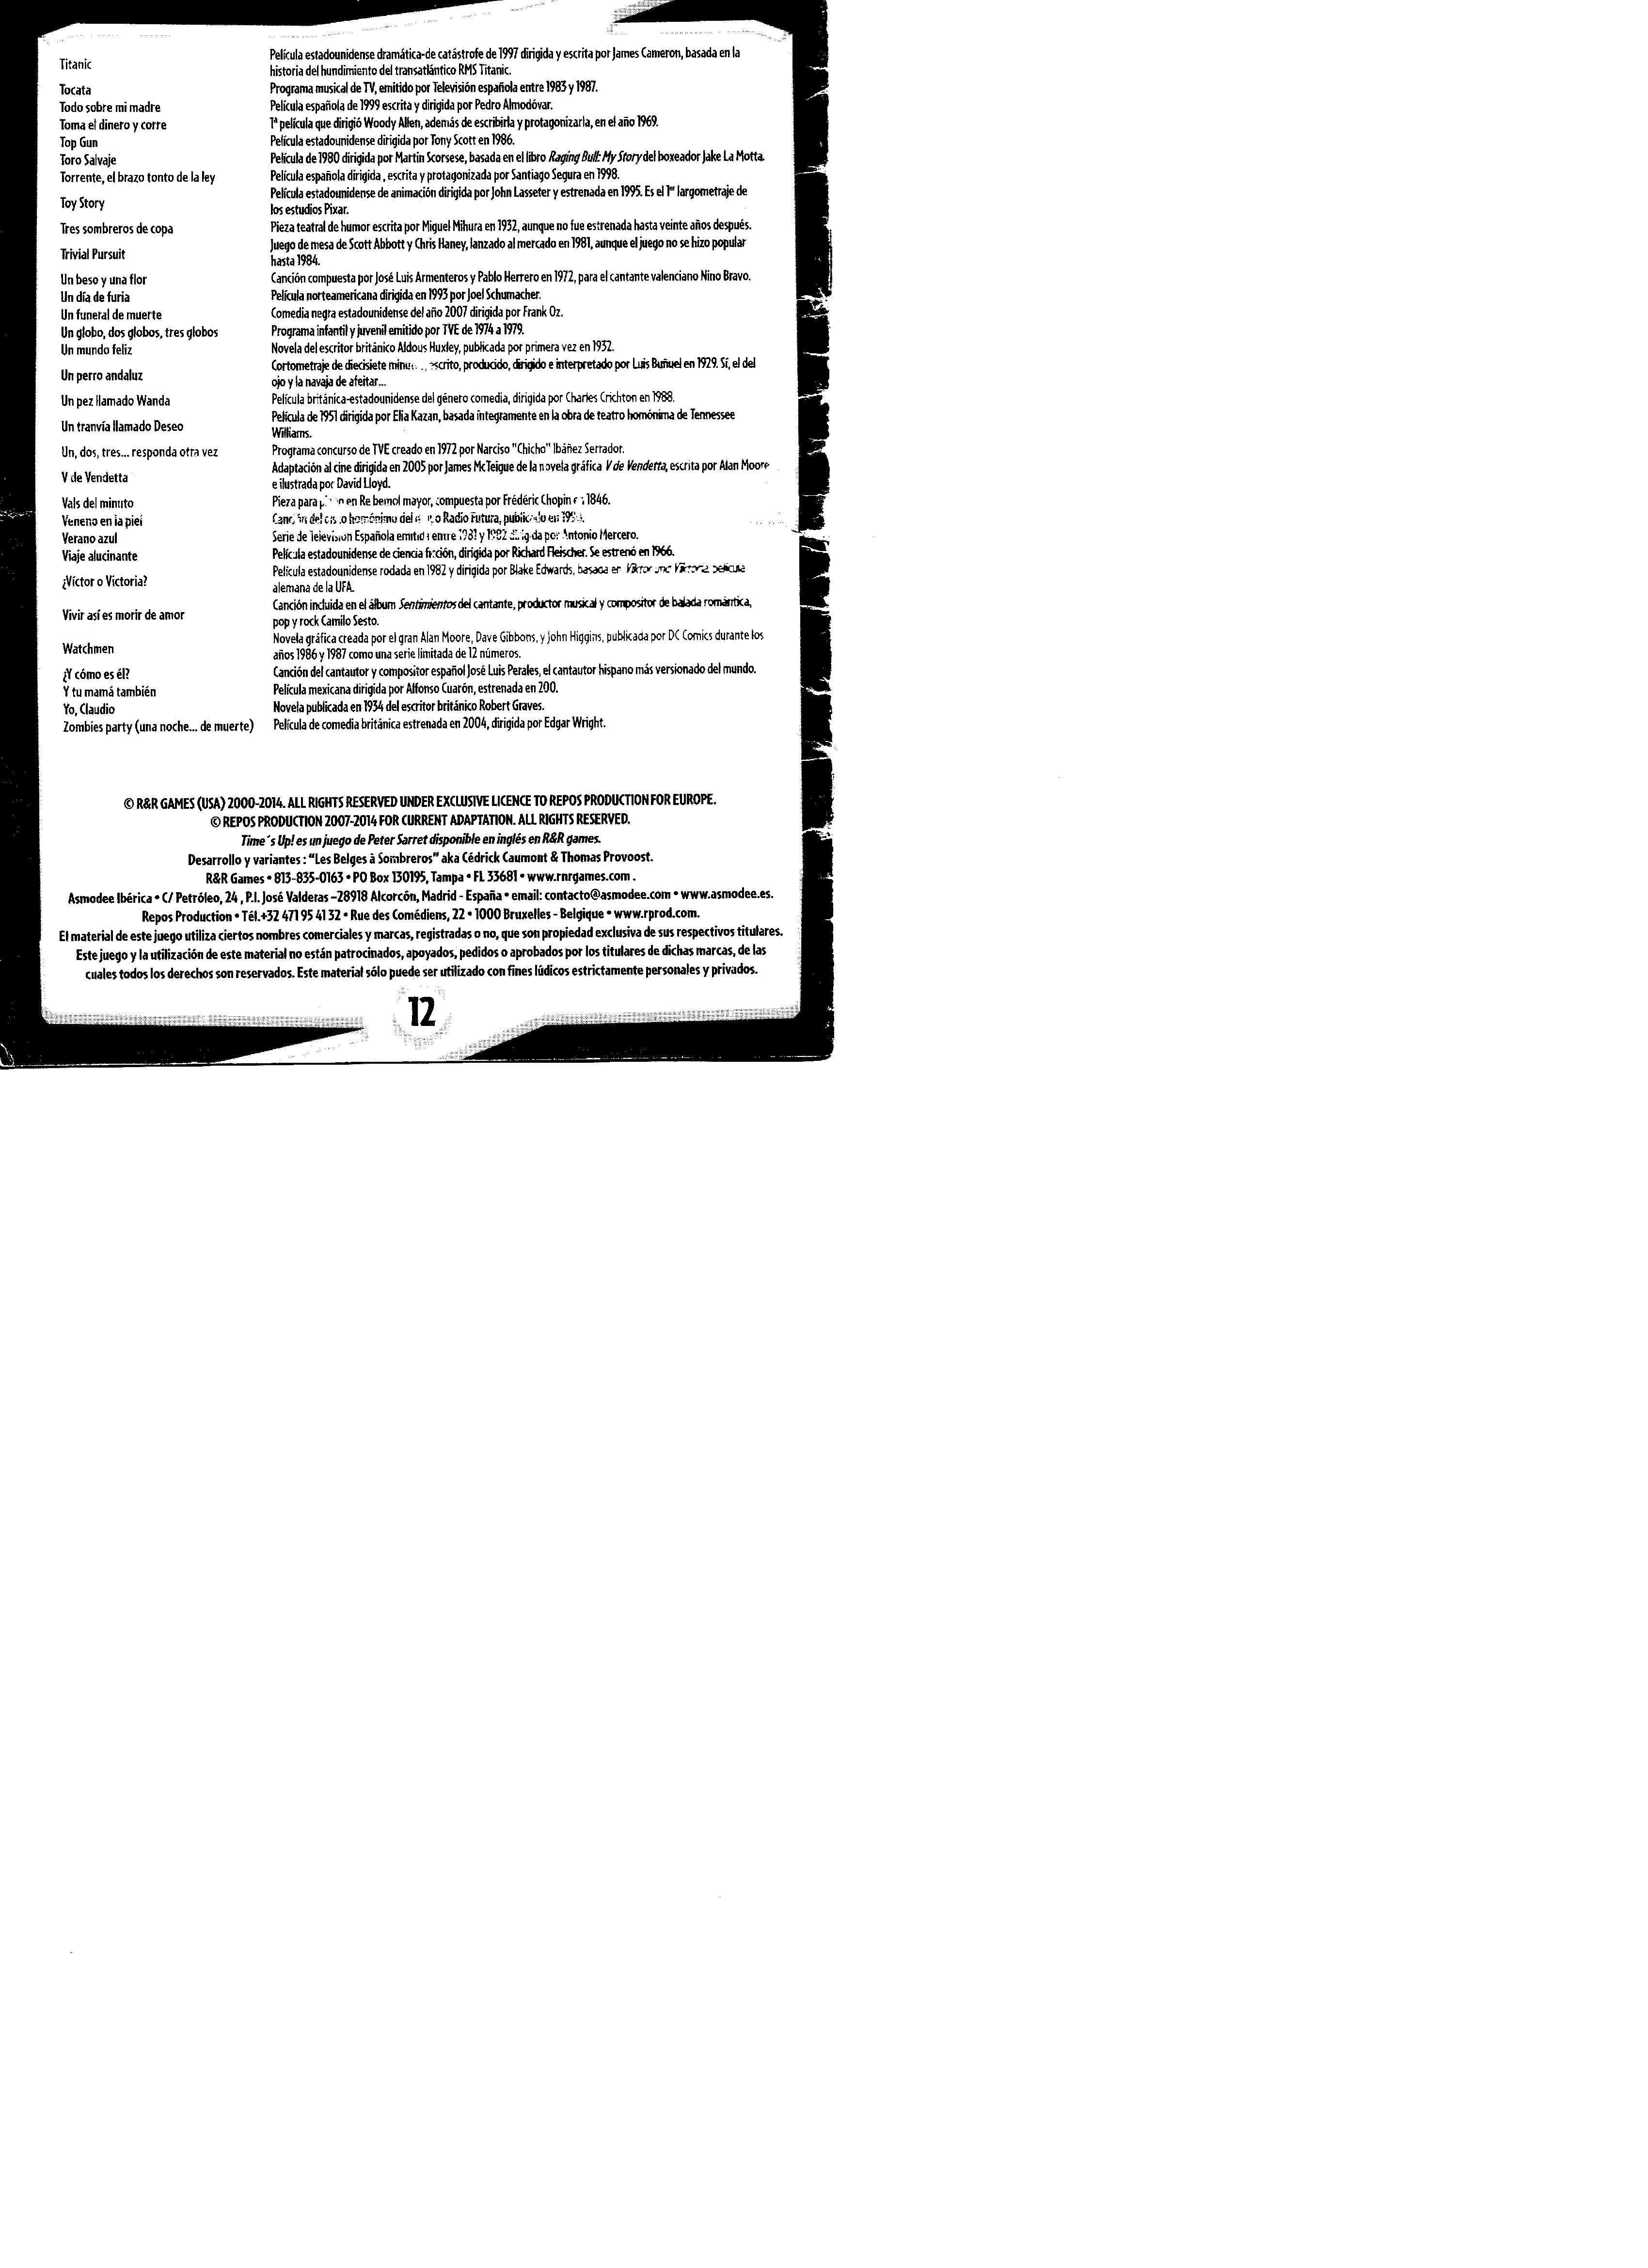 Titanic Película estadounidense dramática-de catástrofe de 1997 dirigida y escrita por James Cameron, basada en la
historia del hundimiento del transatlántico RMS Titanic.
Tocata Programa musical de TV, emitido por Televisión española entre 1983 y 1987.
Todo sobre mi madre Película española de 1999 escrita y dirigida por Pedro Almodóvar.
Toma el dinero y corre 1ª película que dirigió Woody Allen, además de escribirla y protagonizarla, en el año 1969.
Top Gun Película estadounidense dirigida por Tony Scott en 1986.
Toro Salvaje Película de 1980 dirigida por Martin Scorsese, basada en el libro Raging Bull: My Story del boxeador Jake La Motta.
Torrente, el brazo tonto de la ley Película española dirigida , escrita y protagonizada por Santiago Segura en 1998.
Toy Story Película estadounidense de animación dirigida por John Lasseter y estrenada en 1995. Es el 1er largometraje de
los estudios Pixar.
Tres sombreros de copa Pieza teatral de humor escrita por Miguel Mihura en 1932, aunque no fue estrenada hasta veinte años después.
Trivial Pursuit Juego de mesa de Scott Abbott y Chris Haney, lanzado al mercado en 1981, aunque el juego no se hizo popular
hasta 1984.
Un beso y una flor Canción compuesta por José Luis Armenteros y Pablo Herrero en 1972, para el cantante valenciano Nino Bravo.
Un día de furia Película norteamericana dirigida en 1993 por Joel Schumacher.
Un funeral de muerte Comedia negra estadounidense del año 2007 dirigida por Frank Oz.
Un globo, dos globos, tres globos Programa infantil y juvenil emitido por TVE de 1974 a 1979.
Un mundo feliz Novela del escritor británico Aldous Huxley, publicada por primera vez en 1932.
Un perro andaluz Cortometraje de diecisiete escrito, producido, dirigido e interpretado por Luis Buñuel en 1929. Sí, el del
ojo y la navaja de afeitar...
Un pez llamado Wanda Película británica-estadounidense del género comedia, dirigida por Charles Crichton en 1988.
Un tranvía llamado Deseo Película de 1951 dirigida por Elia Kazan, basada íntegramente en la obra de teatro homónima de Tennessee
Williams.
Un, dos, tres... responda otra vez Programa concurso de TVE creado en 1972 por Narciso "Chicho" Ibáñez Serrador.
V de Vendetta Adaptación al cine dirigida en 2005 por James McTeigue de la novela gráfica V de Vendetta, escrita por Alan Moore
e ilustrada por David Lloyd.
Vals del minuto Pieza para en Re bemol mayor, compuesta por Frédéric Chopin en 1846.
Veneno en la piel Canción del homónimo del Radio Futura, publicado en
Verano azul Serie de Televisión Española emitida entre 1981 y 1982 dirigida por Antonio Mercero.
Viaje alucinante Película estadounidense de ciencia ficción, dirigida por Richard Fleischer. Se estrenó en 1966.
¿Víctor o Victoria? Película estadounidense rodada en 1982 y dirigida por Blake Edwards, basada en Viktor und Viktoria, película
alemana de la UFA.
Vivir así es morir de amor Canción incluida en el álbum Sentimientos del cantante, productor musical y compositor de balada romántica,
pop y rock Camilo Sesto.
Watchmen Novela gráfica creada por el gran Alan Moore, Dave Gibbons, y John Higgins, publicada por DC Comics durante los
años 1986 y 1987 como una serie limitada de 12 números.
¿Y cómo es él? Canción del cantautor y compositor español José Luis Perales, el cantautor hispano más versionado del mundo.
Y tu mamá también Película mexicana dirigida por Alfonso Cuarón, estrenada en 200.
Yo, Claudio Novela publicada en 1934 del escritor británico Robert Graves.
Zombies party (una noche... de muerte) Película de comedia británica estrenada en 2004, dirigida por Edgar Wright.
© R&R GAMES (USA) 2000-2014. ALL RIGHTS RESERVED UNDER EXCLUSIVE LICENCE TO REPOS PRODUCTION FOR EUROPE.
© REPOS PRODUCTION 2007-2014 FOR CURRENT ADAPTATION. ALL RIGHTS RESERVED.
Time´s Up! es un juego de Peter Sarret disponible en inglés en R&R games.
Desarrollo y variantes : "Les Belges à Sombreros" aka Cédrick Caumont & Thomas Provoost.
R&R Games • 813-835-0163 • PO Box 130195, Tampa • FL 33681 • www.rnrgames.com .
Asmodee Ibérica • C/ Petróleo, 24 , P.I. José Valderas –28918 Alcorcón, Madrid - España • email: contacto@asmodee.com • www.asmodee.es.
Repos Production • Tél.+32 471 95 41 32 • Rue des Comédiens, 22 • 1000 Bruxelles - Belgique • www.rprod.com.
El material de este juego utiliza ciertos nombres comerciales y marcas, registradas o no, que son propiedad exclusiva de sus respectivos titulares.
Este juego y la utilización de este material no están patrocinados, apoyados, pedidos o aprobados por los titulares de dichas marcas, de las
cuales todos los derechos son reservados. Este material sólo puede ser utilizado con fines lúdicos estrictamente personales y privados.
12